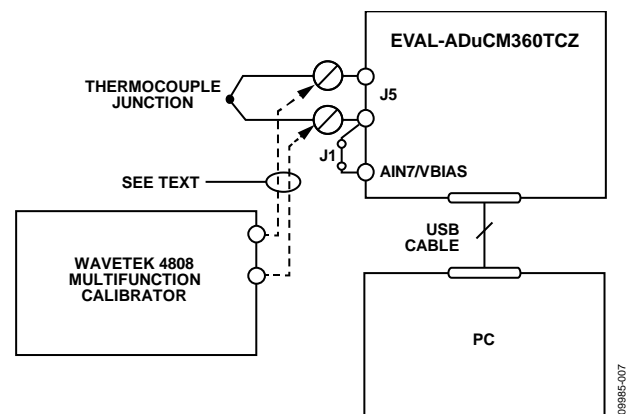 EVAL-ADuCM360TCZ
THERMOCOUPLE
JUNCTION
J5
J1
AIN7/VBIAS
SEE TEXT
USB
CABLE
WAVETEK 4808
MULTIFUNCTION
CALIBRATOR
PC
09985-007